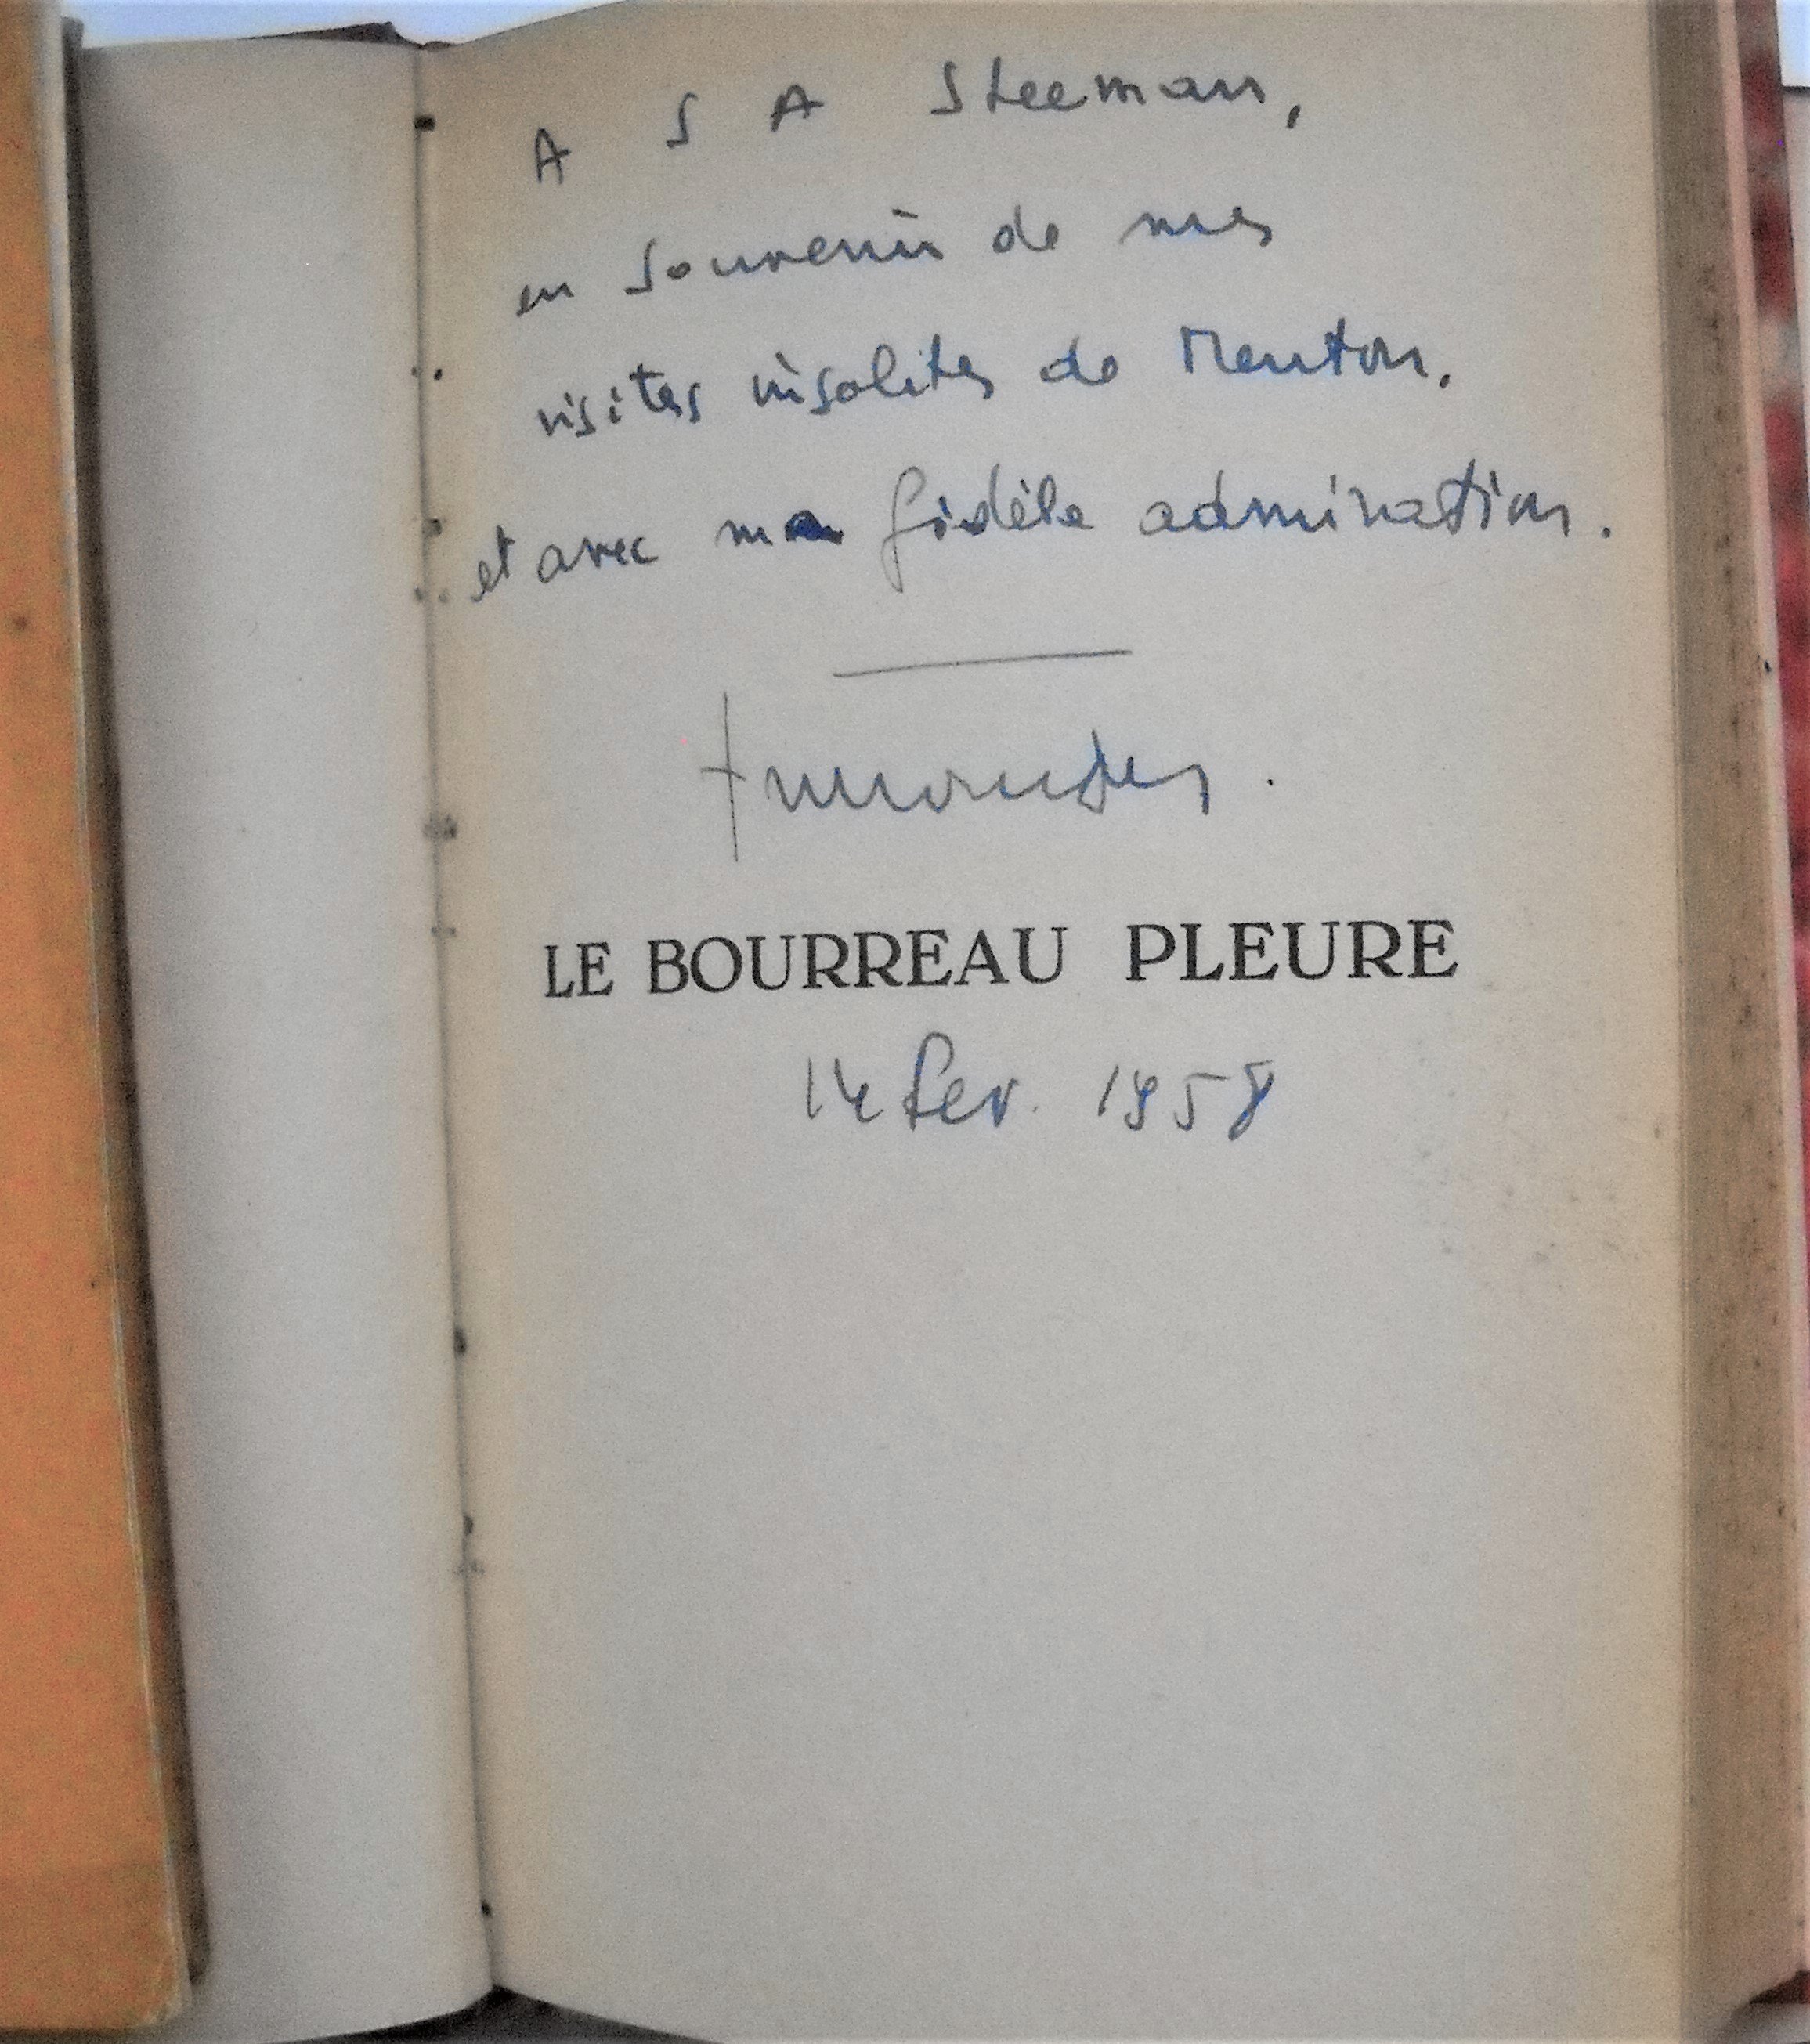 A S A Steeman,
en souvenir de mes
visites insolites de Menton.
et avec ma fidèle admiration.
LE BOURREAU PLEURE
14 fev. 1958